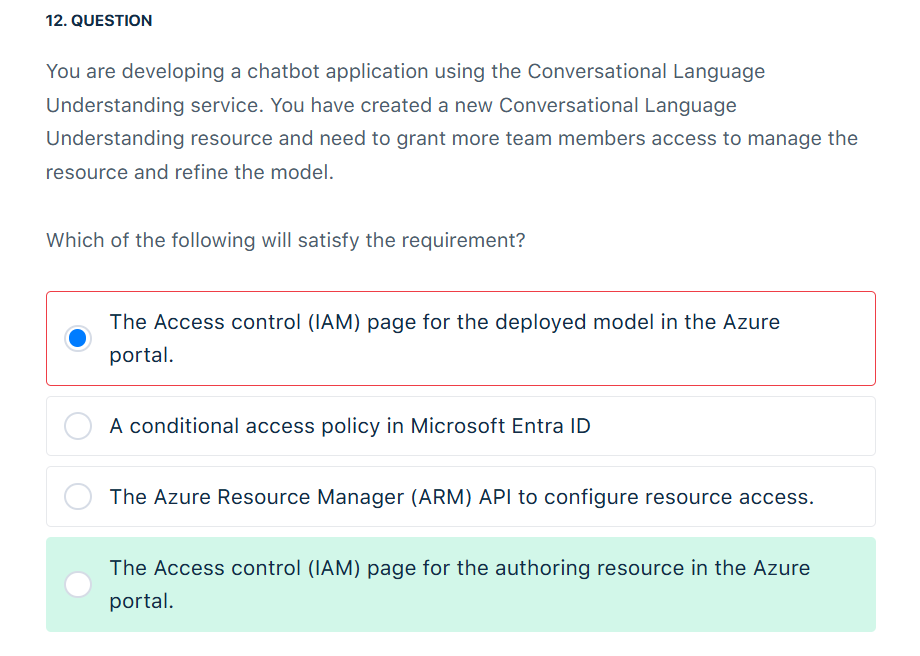 12. QUESTION
You are developing a chatbot application using the Conversational Language
Understanding service. You have created a new Conversational Language
Understanding resource and need to grant more team members access to manage the
resource and refine the model.
Which of the following will satisfy the requirement?
The Access control (IAM) page for the deployed model in the Azure
portal.
A conditional access policy in Microsoft Entra ID
The Azure Resource Manager (ARM) API to configure resource access.
The Access control (IAM) page for the authoring resource in the Azure
portal.